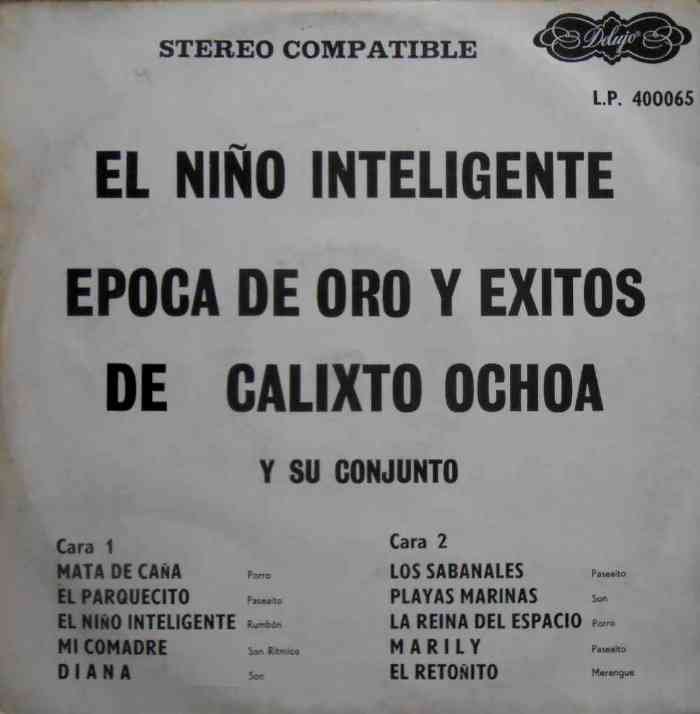 STEREO COMPATIBLE
Delujo
L.P. 400065
EL NIÑO INTELIGENTE
EPOCA DE ORO Y EXITOS
DE CALIXTO OCHOA
Y SU CONJUNTO
Cara 1
MATA DE CAÑA Porro
EL PARQUECITO Paseaito
EL NIÑO INTELIGENTE Rumbón
MI COMADRE Son Ritmico
DIANA Son
Cara 2
LOS SABANALES Paseaito
PLAYAS MARINAS Son
LA REINA DEL ESPACIO Porro
MARILY Paseaito
EL RETOÑITO Merengue